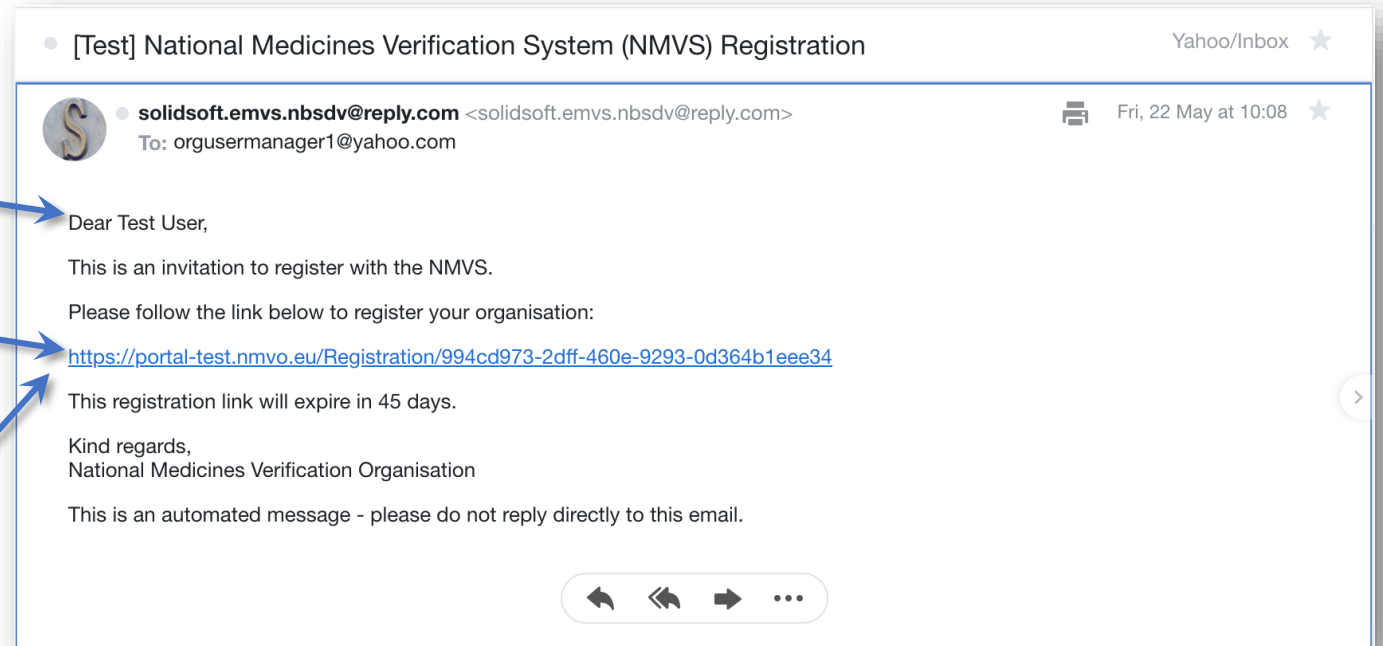 [Test] National Medicines Verification System (NMVS) Registration
Yahoo/Inbox
solidsoft.emvs.nbsdv@reply.com <solidsoft.emvs.nbsdv@reply.com>
Fri, 22 May at 10:08
To: orgusermanager1@yahoo.com
Dear Test User,
This is an invitation to register with the NMVS.
Please follow the link below to register your organisation:
https://portal-test.nmvo.eu/Registration/994cd973-2dff-460e-9293-0d364b1eee34
This registration link will expire in 45 days.
Kind regards,
National Medicines Verification Organisation
This is an automated message - please do not reply directly to this email.